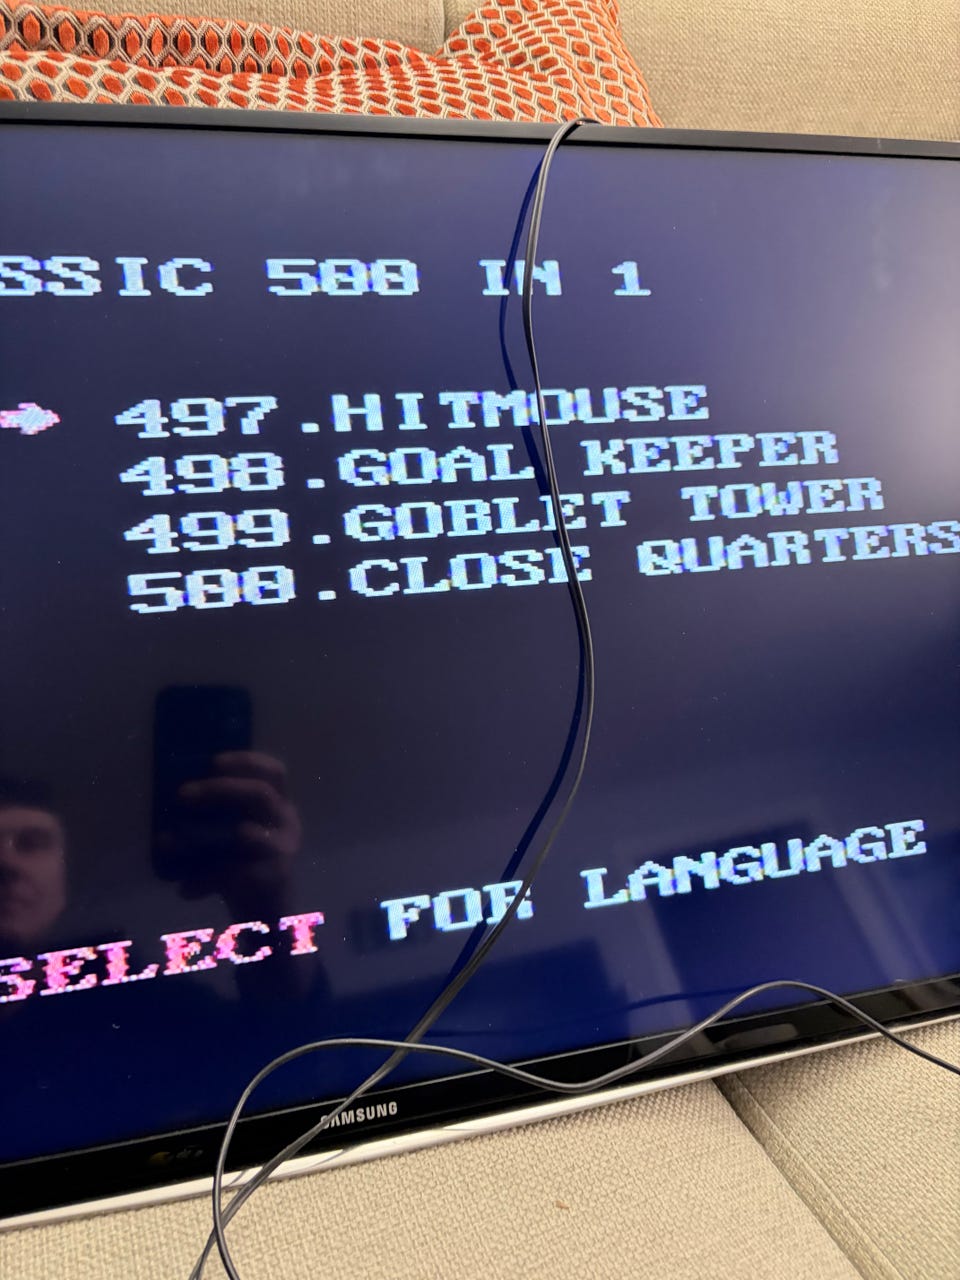 SSIC 500 IN 1
497.HITMOUSE
498.GOAL KEEPER
499.GOBLET TOWER
500.CLOSE QUARTERS
SELECT FOR LANGUAGE
SAMSUNG